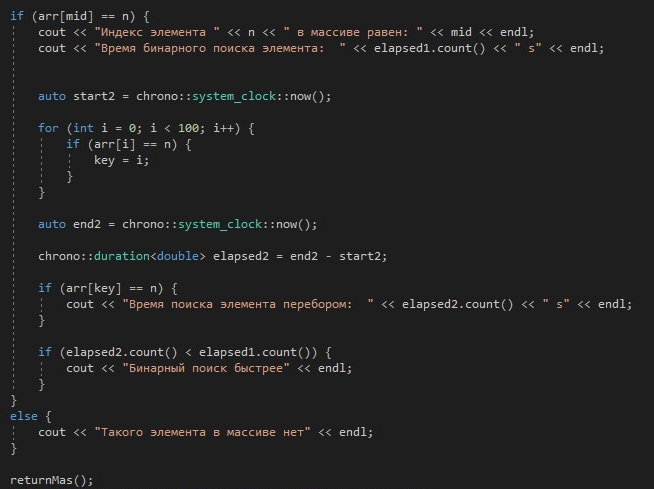 if (arr[mid] == n) {
cout << "Индекс элемента " << n << " в массиве равен: " << mid << endl;
cout << "Время бинарного поиска элемента:  " << elapsed1.count() << " s" << endl;
auto start2 = chrono::system_clock::now();
for (int i = 0; i < 100; i++) {
if (arr[i] == n) {
key = i;
}
}
auto end2 = chrono::system_clock::now();
chrono::duration<double> elapsed2 = end2 - start2;
if (arr[key] == n) {
cout << "Время поиска элемента перебором:  " << elapsed2.count() << " s" << endl;
}
if (elapsed2.count() < elapsed1.count()) {
cout << "Бинарный поиск быстрее" << endl;
}
}
else {
cout << "Такого элемента в массиве нет" << endl;
}
returnMas();